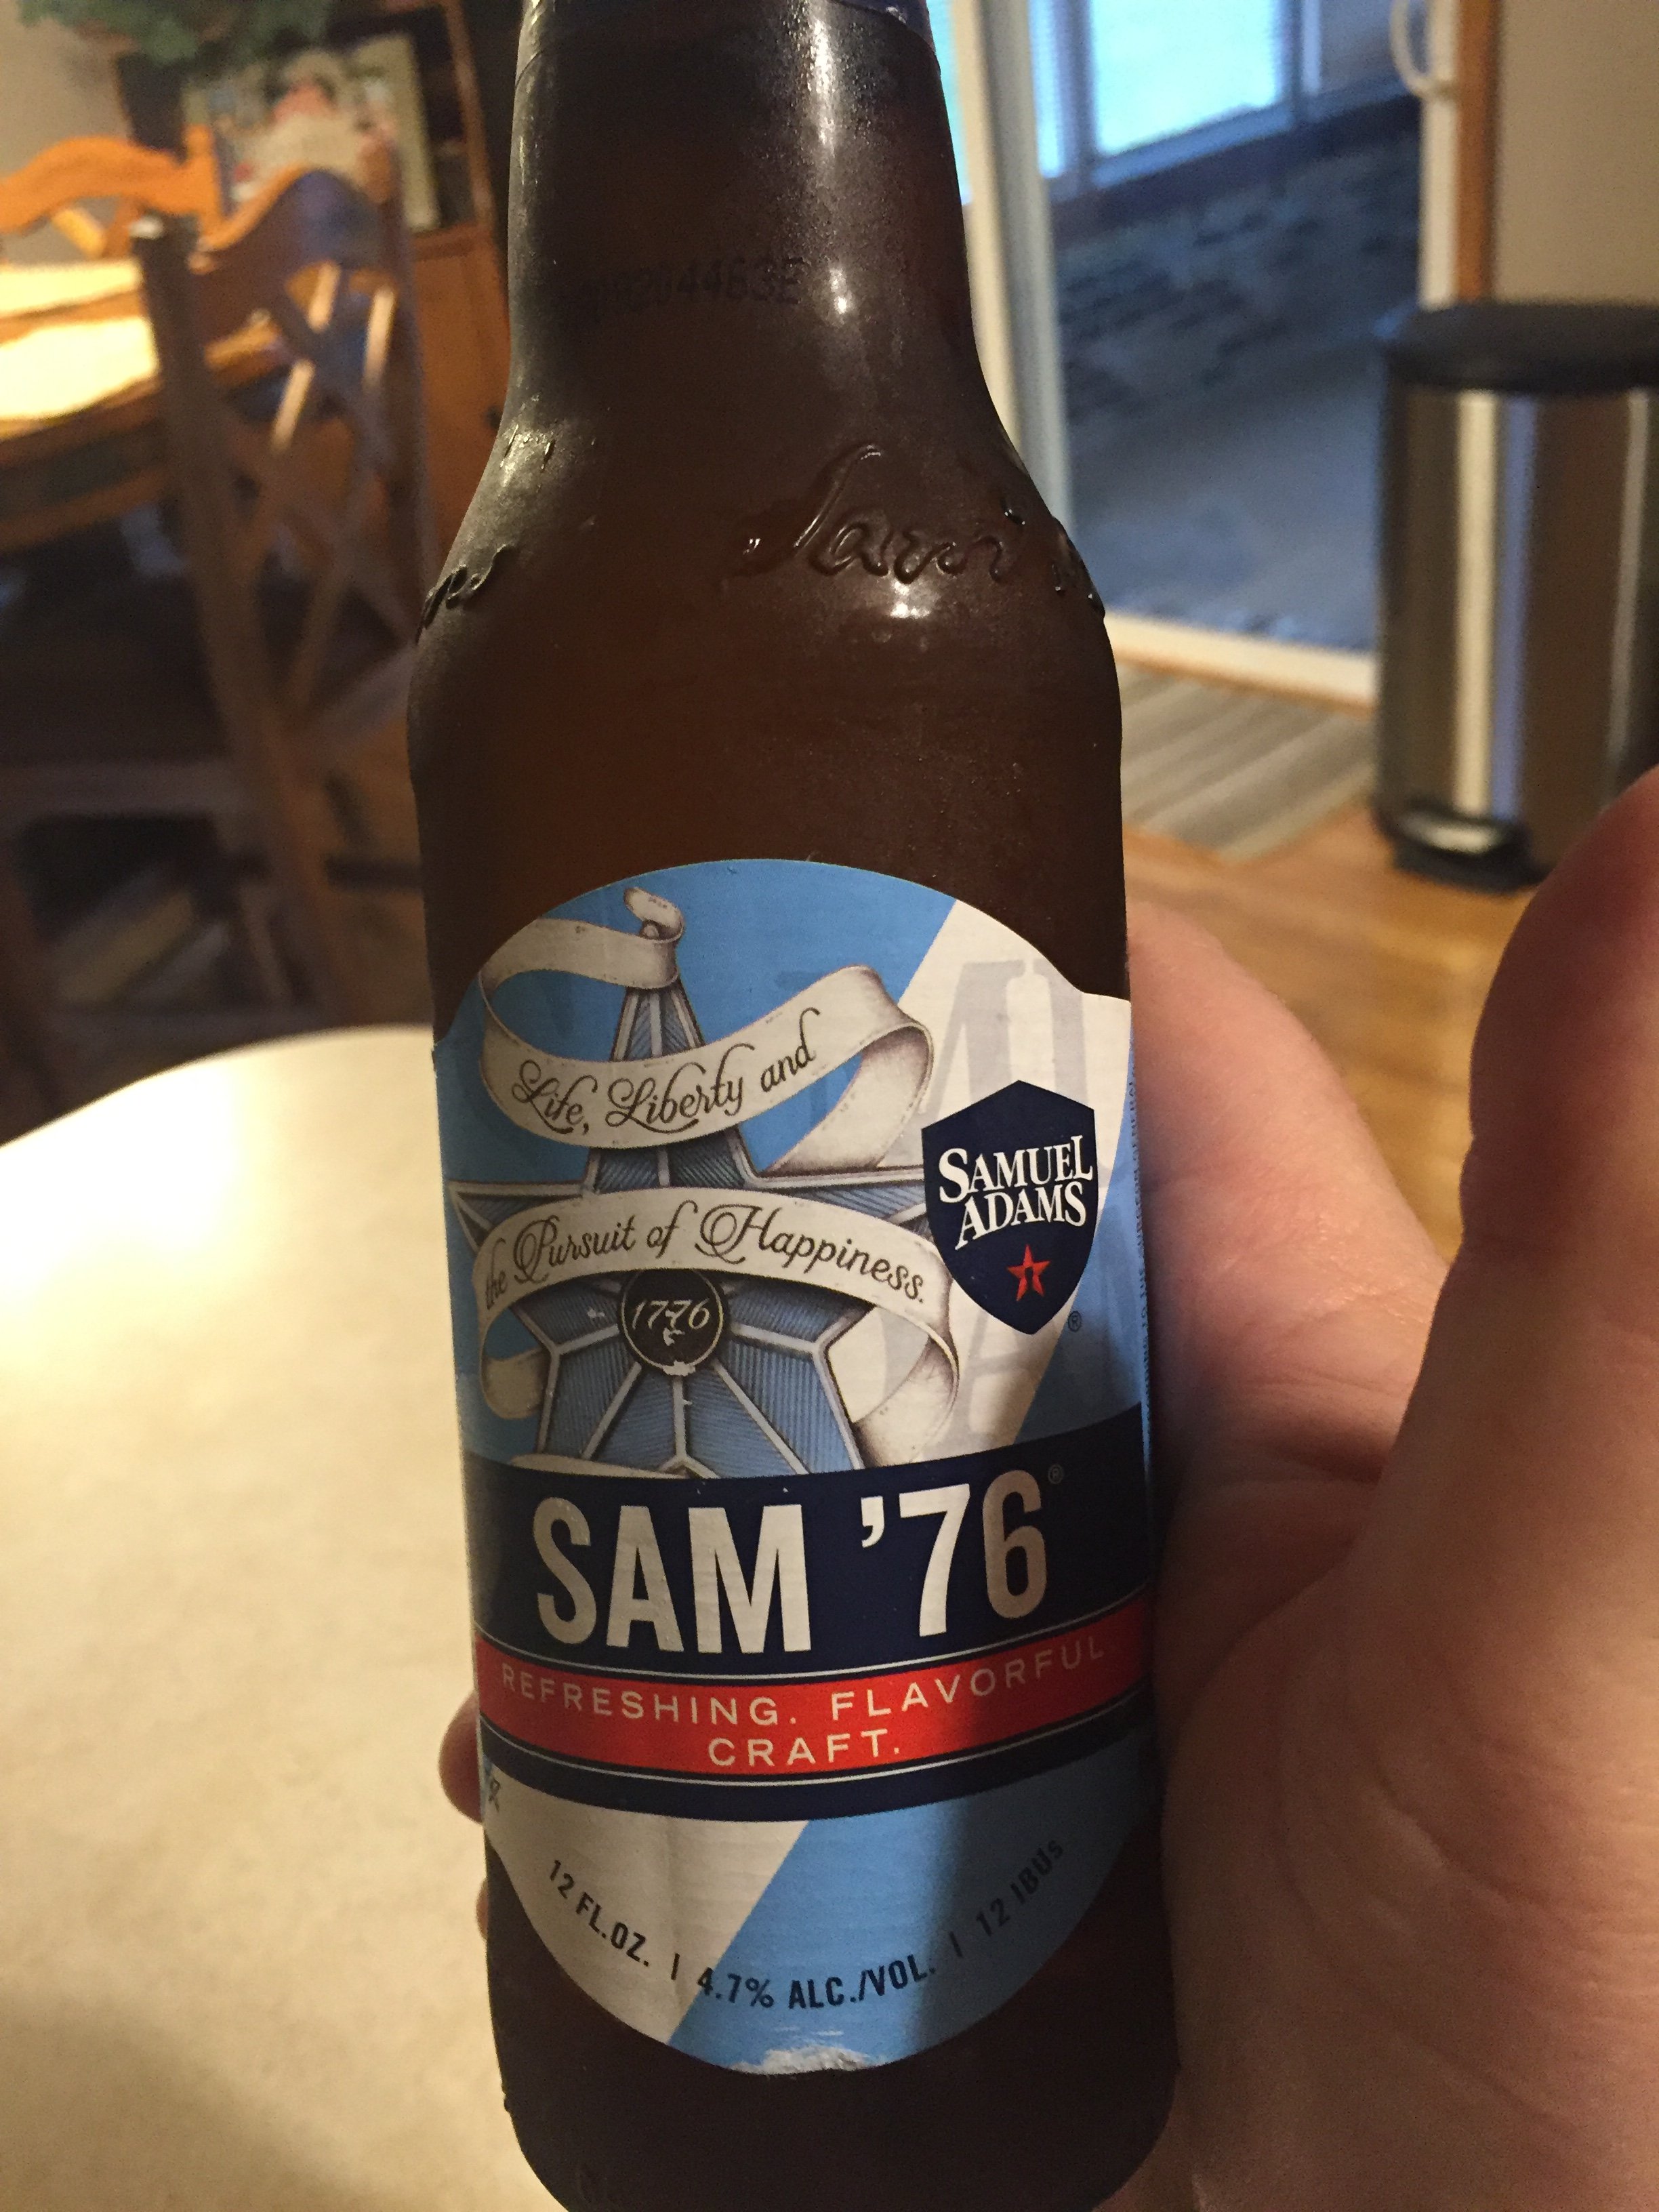 Sam
Life, Liberty and
the Pursuit of Happiness.
1776
SAMUEL
ADAMS
®
SAM '76®
REFRESHING. FLAVORFUL
CRAFT.
12 FL.OZ. | 4.7% ALC./VOL. | 12 IBUs